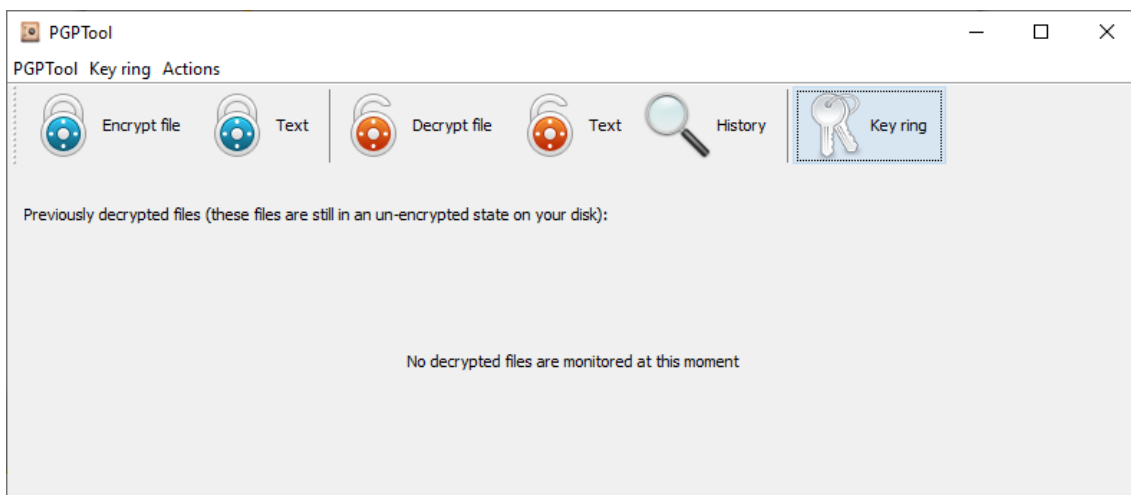 PGPTool
PGPTool Key ring Actions
Encrypt file Text Decrypt file Text History Key ring
Previously decrypted files (these files are still in an un-encrypted state on your disk):
No decrypted files are monitored at this moment